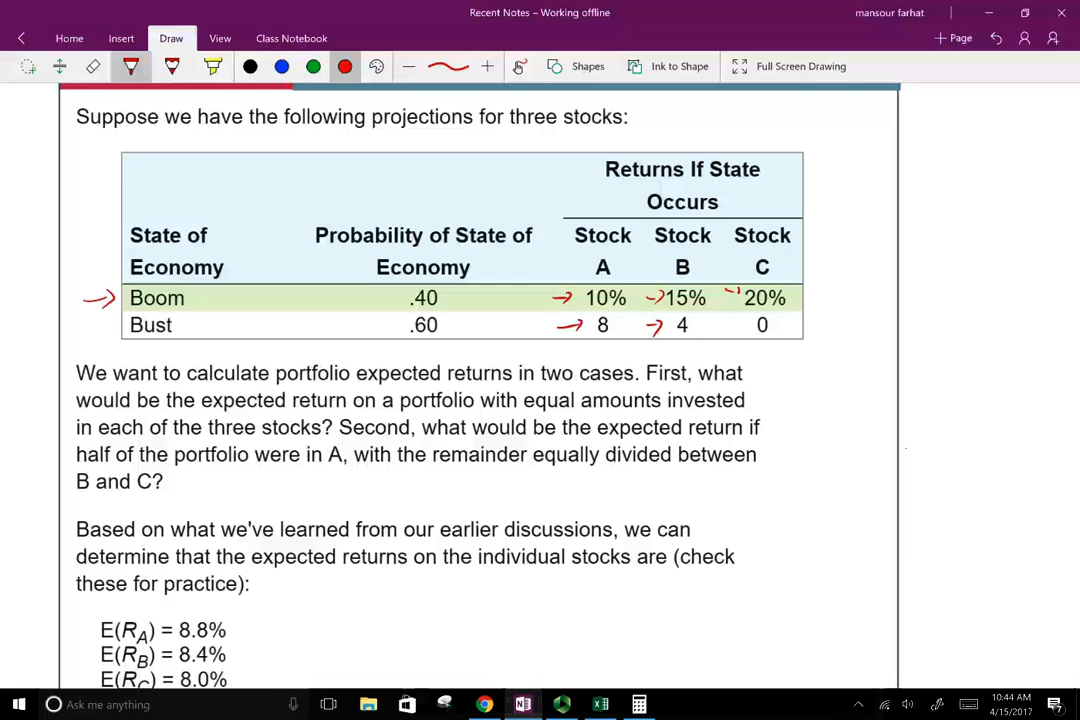 Recent Notes – Working offline
mansour farhat
Home Insert Draw View Class Notebook
Page
Shapes Ink to Shape Full Screen Drawing
Suppose we have the following projections for three stocks:
Returns If State
Occurs
State of Probability of State of Stock Stock Stock
Economy Economy A B C
Boom .40 10% 15% 20%
Bust .60 8 4 0
We want to calculate portfolio expected returns in two cases. First, what
would be the expected return on a portfolio with equal amounts invested
in each of the three stocks? Second, what would be the expected return if
half of the portfolio were in A, with the remainder equally divided between
B and C?
Based on what we've learned from our earlier discussions, we can
determine that the expected returns on the individual stocks are (check
these for practice):
E(RA) = 8.8%
E(RB) = 8.4%
E(RC) = 8.0%
Ask me anything
10:44 AM
4/15/2017